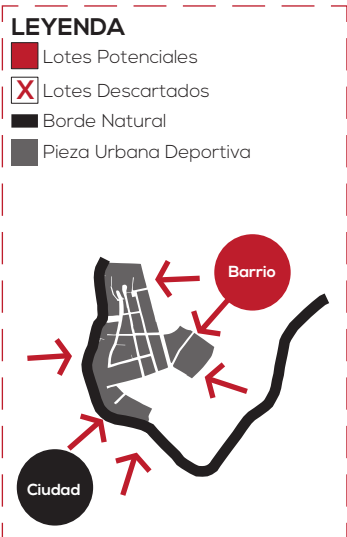 LEYENDA
Lotes Potenciales
X Lotes Descartados
Borde Natural
Pieza Urbana Deportiva
Barrio
Ciudad